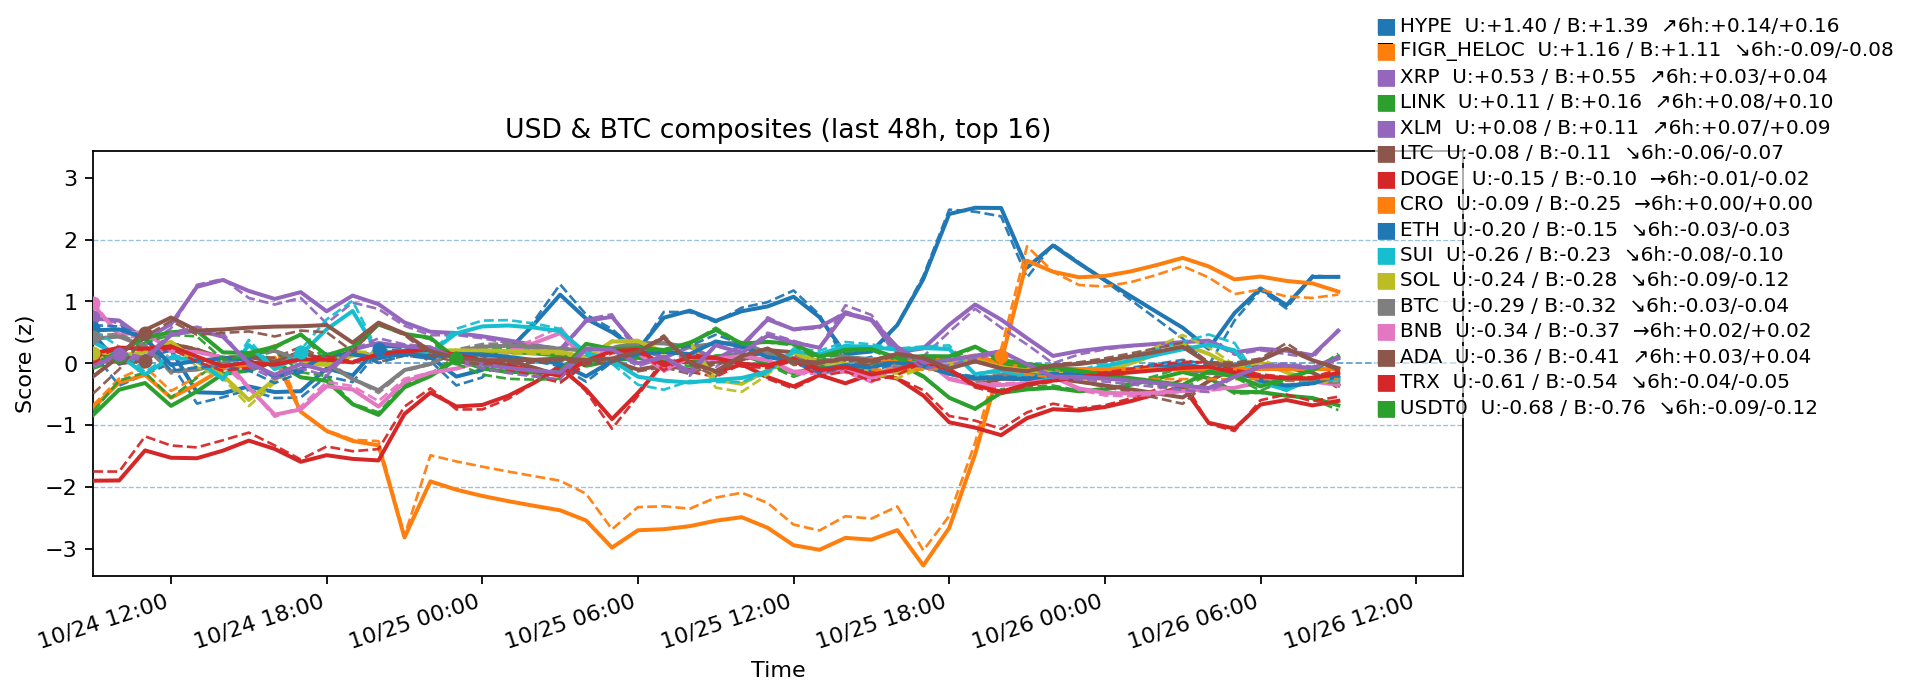 HYPE  U:+1.40 / B:+1.39  ↗6h:+0.14/+0.16
FIGR_HELOC  U:+1.16 / B:+1.11  ↘6h:-0.09/-0.08
XRP  U:+0.53 / B:+0.55  ↗6h:+0.03/+0.04
LINK  U:+0.11 / B:+0.16  ↗6h:+0.08/+0.10
XLM  U:+0.08 / B:+0.11  ↗6h:+0.07/+0.09
LTC  U:-0.08 / B:-0.11  ↘6h:-0.06/-0.07
DOGE  U:-0.15 / B:-0.10  →6h:-0.01/-0.02
CRO  U:-0.09 / B:-0.25  →6h:+0.00/+0.00
ETH  U:-0.20 / B:-0.15  ↘6h:-0.03/-0.03
SUI  U:-0.26 / B:-0.23  ↘6h:-0.08/-0.10
SOL  U:-0.24 / B:-0.28  ↘6h:-0.09/-0.12
BTC  U:-0.29 / B:-0.32  ↘6h:-0.03/-0.04
BNB  U:-0.34 / B:-0.37  →6h:+0.02/+0.02
ADA  U:-0.36 / B:-0.41  ↗6h:+0.03/+0.04
TRX  U:-0.61 / B:-0.54  ↘6h:-0.04/-0.05
USDT0  U:-0.68 / B:-0.76  ↘6h:-0.09/-0.12
USD & BTC composites (last 48h, top 16)
Score (z)
3
2
1
0
−1
−2
−3
10/24 12:00
10/24 18:00
10/25 00:00
10/25 06:00
10/25 12:00
10/25 18:00
10/26 00:00
10/26 06:00
10/26 12:00
Time